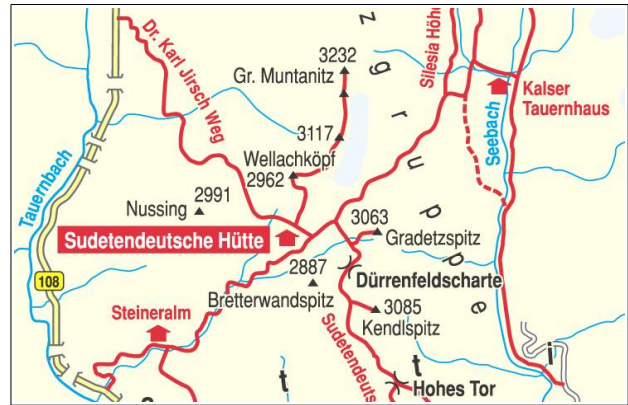 3232
Gr. Muntanitz
Dr. Karl Jirsch Weg
z
g
r
u
p
p
e
Silesia Höhe
Kalser
Tauernhaus
Seebach
3117
Wellachköpf
2962
Tauernbach
2991
Nussing
3063
Gradetzspitz
Sudetendeutsche Hütte
2887
Bretterwandspitz
Dürrenfeldscharte
108
Steineralm
3085
Kendlspitz
Sudetendeuts
t
t
i
Hohes Tor